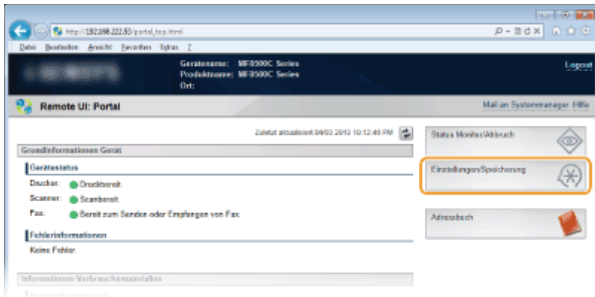 http://192.168.222.93/portal_top.html
Datei Bearbeiten Ansicht Favoriten Extras ?
Gerätename: MF8500C Series
Produktname: MF8500C Series
Ort:
Logout
Remote UI: Portal
Mail an Systemmanager Hilfe
Zuletzt aktualisiert 04/03 2013 10:12:46 PM
Grundinformationen Gerät
Gerätestatus
Drucker: Druckbereit.
Scanner: Scanbereit.
Fax: Bereit zum Senden oder Empfangen von Fax.
Fehlerinformationen
Keine Fehler.
Informationen Verbrauchsmaterialien
Status Monitor/Abbruch
Einstellungen/Speicherung
Adressbuch